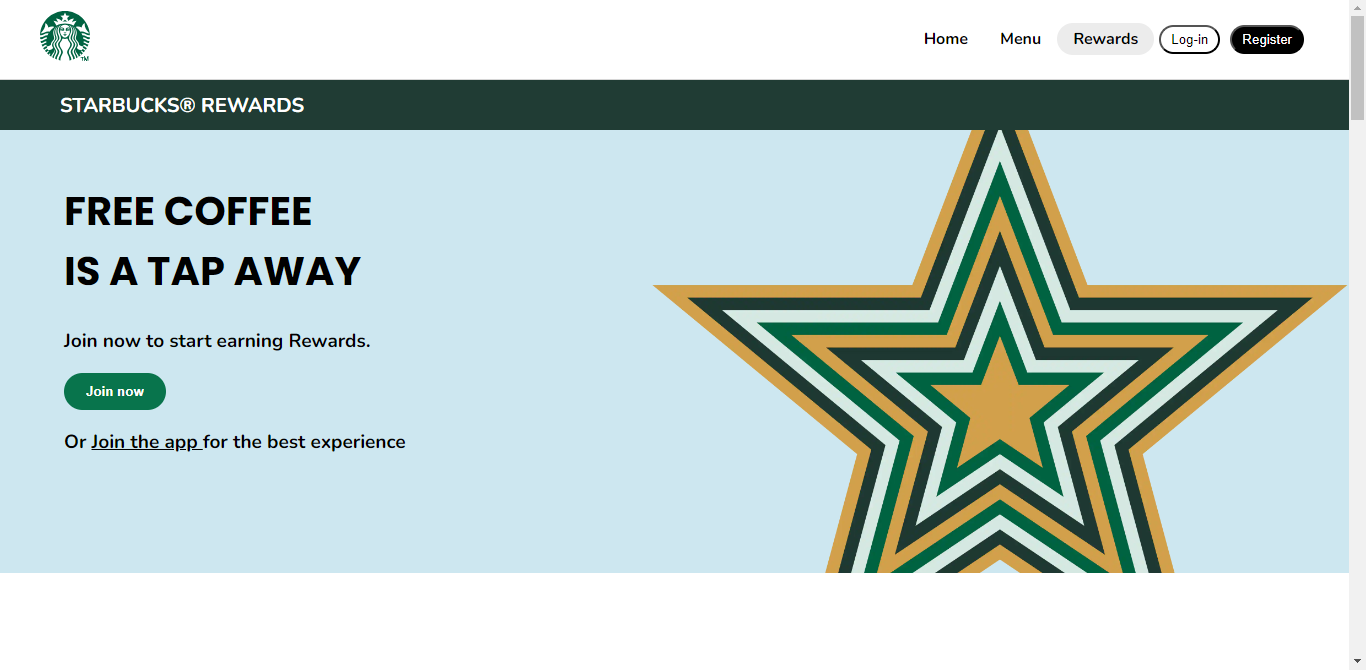 TM
Home Menu Rewards Log-in Register
STARBUCKS® REWARDS
FREE COFFEE
IS A TAP AWAY
Join now to start earning Rewards.
Join now
Or Join the app for the best experience